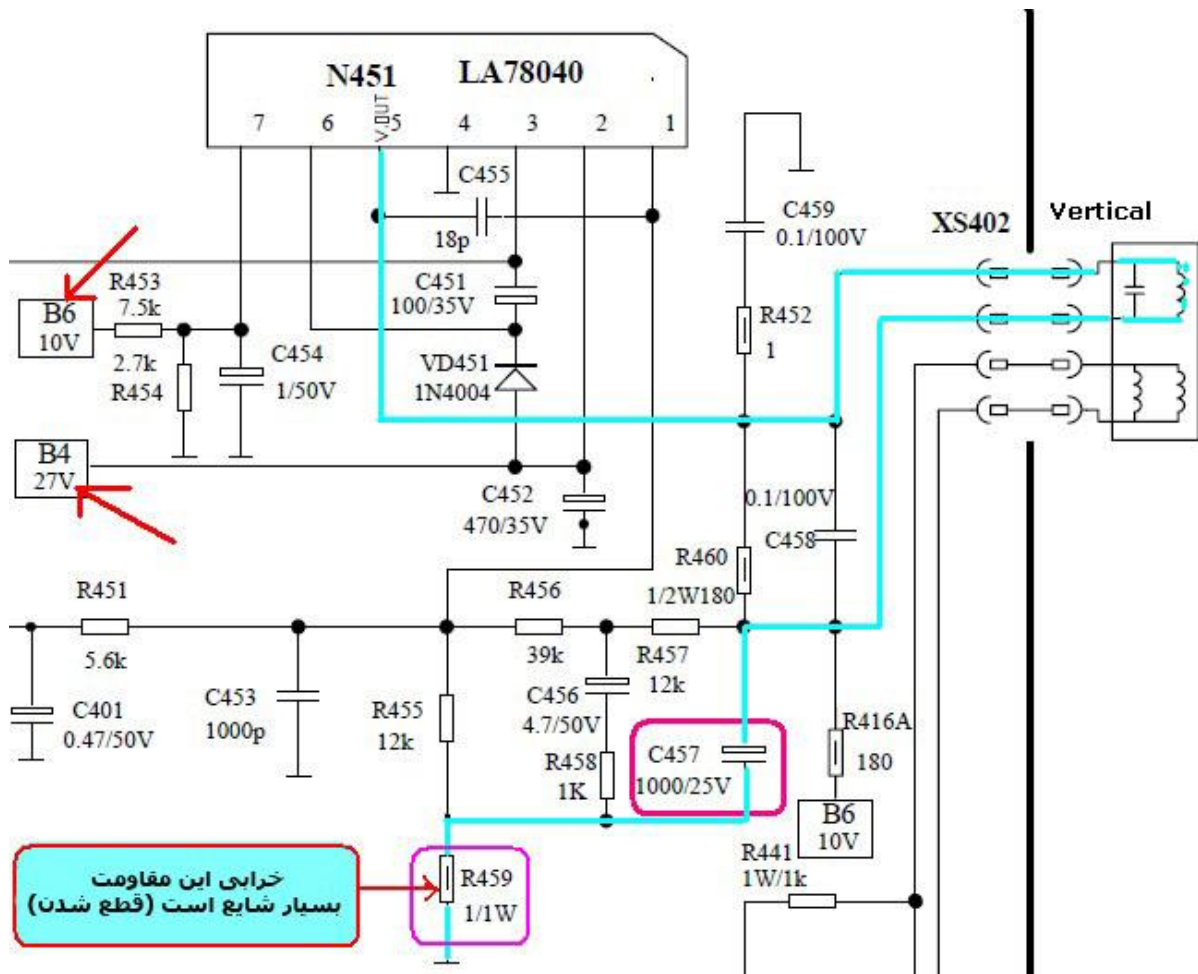 N451 LA78040
V.OUT
7 6 5 4 3 2 1
C455
18p
C459
0.1/100V
XS402
Vertical
B6
10V
R453
7.5k
2.7k
R454
C454
1/50V
C451
100/35V
VD451
1N4004
R452
1
B4
27V
C452
470/35V
0.1/100V
C458
R460
1/2W180
R451
5.6k
R456
39k
R457
12k
C401
0.47/50V
C453
1000p
R455
12k
C456
4.7/50V
R458
1K
C457
1000/25V
R416A
180
B6
10V
R441
1W/1k
خرابی این مقاومت
بسیار شایع است (قطع شدن)
R459
1/1W